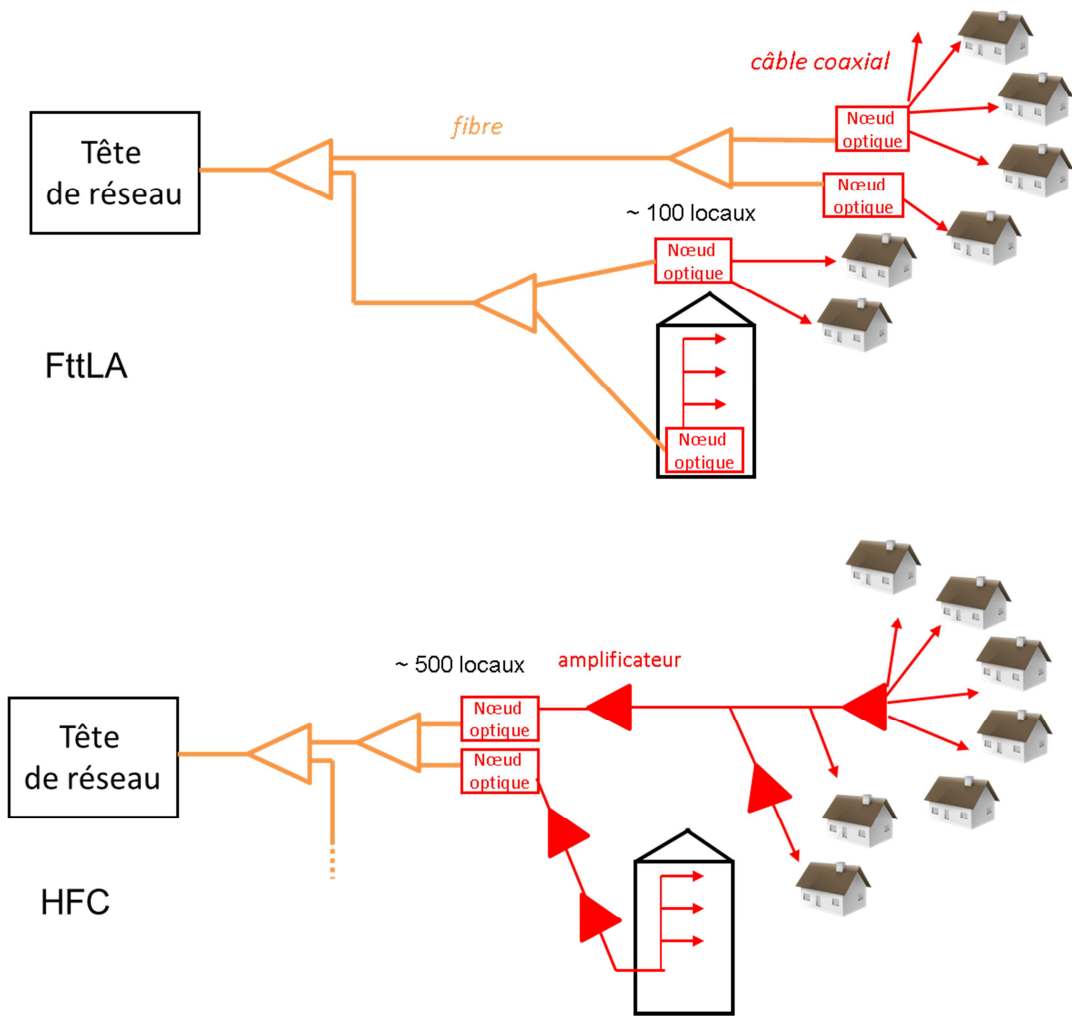 câble coaxial
fibre
Nœud
optique
Tête
de réseau
Nœud
optique
~ 100 locaux
Nœud
optique
FttLA
Nœud
optique
~ 500 locaux
amplificateur
Nœud
optique
Tête
de réseau
Nœud
optique
HFC